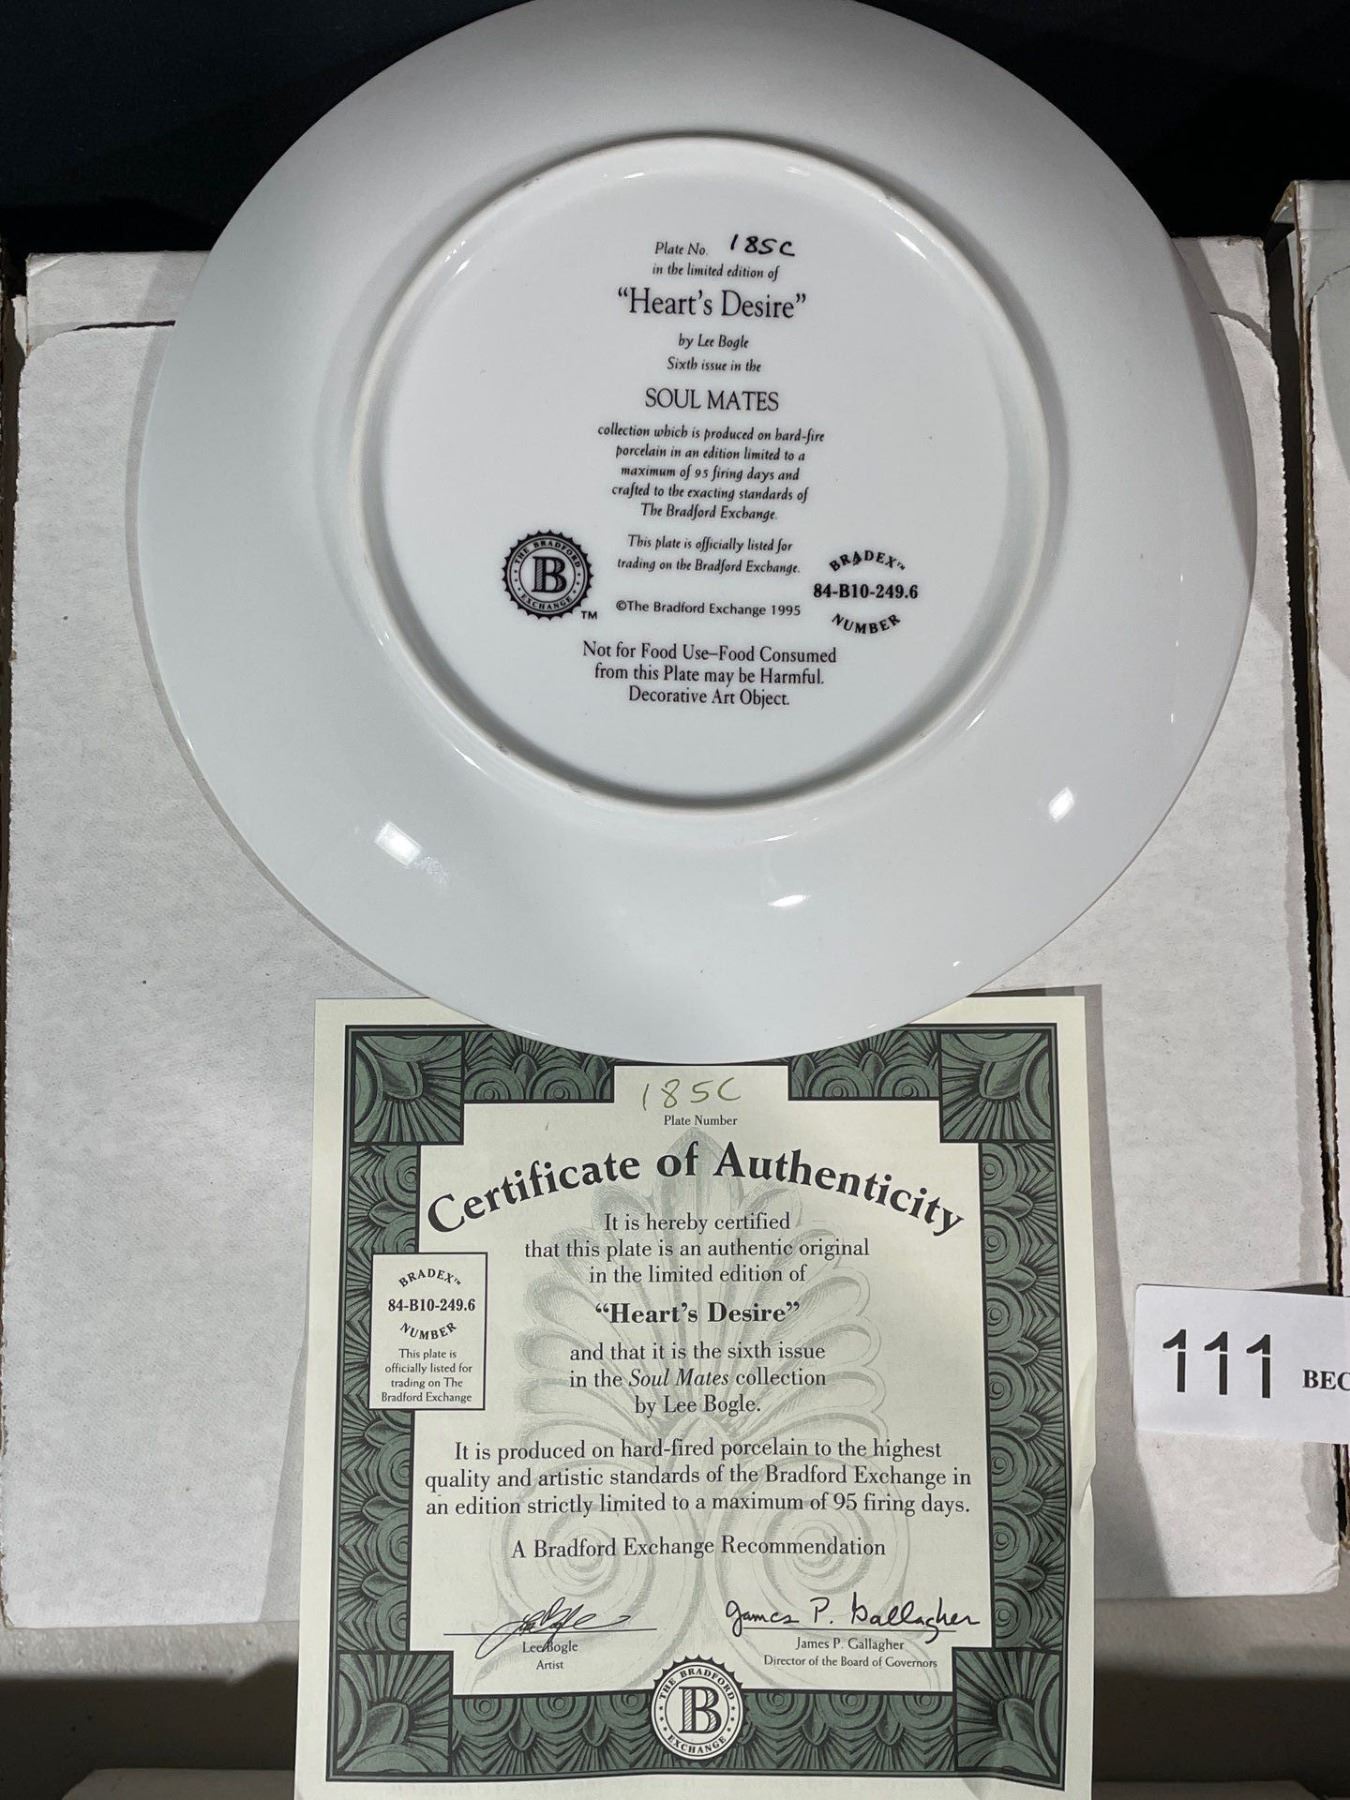 Plate No. 185C
in the limited edition of
“Heart's Desire”
by Lee Bogle
Sixth issue in the
SOUL MATES
collection which is produced on hard-fire
porcelain in an edition limited to a
maximum of 95 firing days and
crafted to the exacting standards of
The Bradford Exchange.
This plate is officially listed for
trading on the Bradford Exchange.
©The Bradford Exchange 1995
THE BRADFORD
B
EXCHANGE
TM
BRADEX™
84-B10-249.6
NUMBER
Not for Food Use–Food Consumed
from this Plate may be Harmful.
Decorative Art Object.
185C
Plate Number
Certificate of Authenticity
It is hereby certified
that this plate is an authentic original
in the limited edition of
“Heart's Desire”
and that it is the sixth issue
in the Soul Mates collection
by Lee Bogle.
BRADEX™
84-B10-249.6
NUMBER
This plate is
officially listed for
trading on The
Bradford Exchange
It is produced on hard-fired porcelain to the highest
quality and artistic standards of the Bradford Exchange in
an edition strictly limited to a maximum of 95 firing days.
A Bradford Exchange Recommendation
Lee Bogle
Lee Bogle
Artist
James P. Gallagher
James P. Gallagher
Director of the Board of Governors
THE BRADFORD
B
EXCHANGE
111 BEC